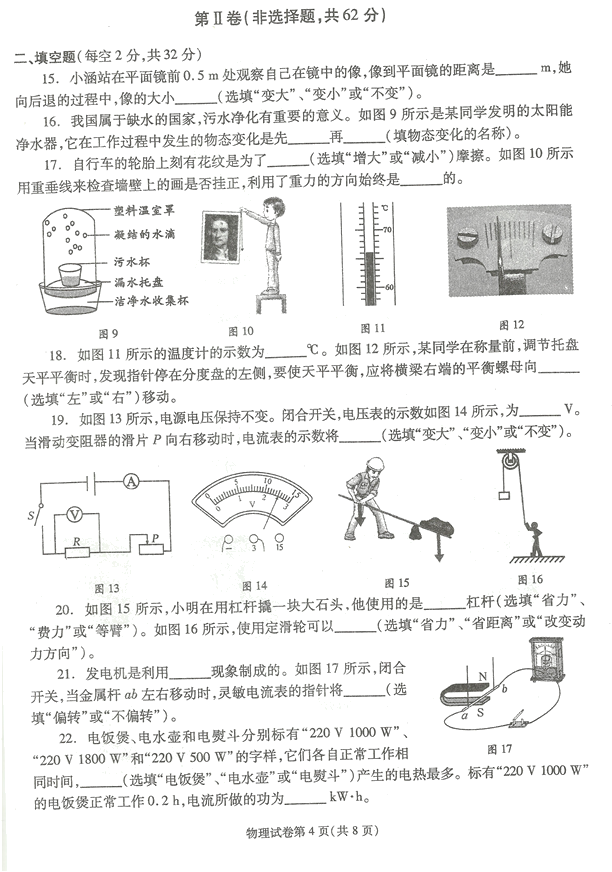 第Ⅱ卷(非选择题,共62分)
二、填空题(每空2分,共32分)
15. 小涵站在平面镜前0.5 m处观察自己在镜中的像,像到平面镜的距离是______ m,她
向后退的过程中,像的大小______(选填“变大”、“变小”或“不变”)。
16. 我国属于缺水的国家,污水净化有重要的意义。如图9所示是某同学发明的太阳能
净水器,它在工作过程中发生的物态变化是先______再______(填物态变化的名称)。
17. 自行车的轮胎上刻有花纹是为了______(选填“增大”或“减小”)摩擦。如图10所示
用重垂线来检查墙壁上的画是否挂正,利用了重力的方向始终是______的。
塑料温室罩
凝结的水滴
污水杯
漏水托盘
洁净水收集杯
℃
70
60
图9
图10
图11
图12
18. 如图11所示的温度计的示数为______℃。如图12所示,某同学在称量前,调节托盘
天平平衡时,发现指针停在分度盘的左侧,要使天平平衡,应将横梁右端的平衡螺母向______
(选填“左”或“右”)移动。
19. 如图13所示,电源电压保持不变。闭合开关,电压表的示数如图14所示,为______ V。
当滑动变阻器的滑片P向右移动时,电流表的示数将______(选填“变大”、“变小”或“不变”)。
A
S
V
R
P
0 5 10 15
0 1 2 3
V
- 3 15
图13
图14
图15
图16
20. 如图15所示,小明在用杠杆撬一块大石头,他使用的是______杠杆(选填“省力”、
“费力”或“等臂”)。如图16所示,使用定滑轮可以______(选填“省力”、“省距离”或“改变动
力方向”)。
21. 发电机是利用______现象制成的。如图17所示,闭合
开关,当金属杆ab左右移动时,灵敏电流表的指针将______(选
填“偏转”或“不偏转”)。
N
b
a
S
图17
22. 电饭煲、电水壶和电熨斗分别标有“220 V 1000 W”、
“220 V 1800 W”和“220 V 500 W”的字样,它们各自正常工作相
同时间,______(选填“电饭煲”、“电水壶”或“电熨斗”)产生的电热最多。标有“220 V 1000 W”
的电饭煲正常工作0.2 h,电流所做的功为______ kW·h。
物理试卷第4页(共8页)